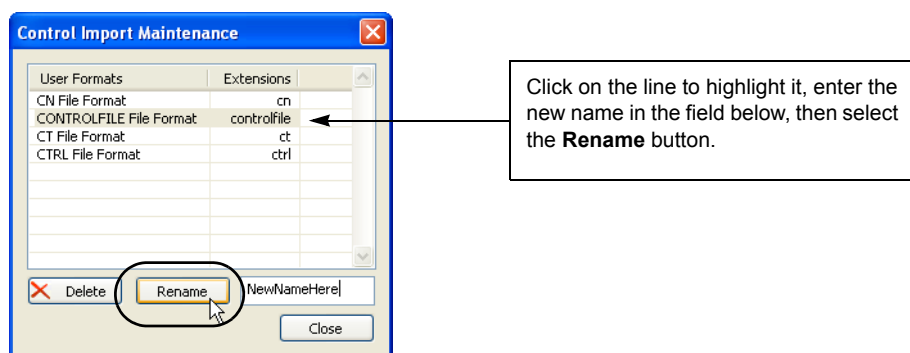 Control Import Maintenance
User Formats Extensions
CN File Format cn
CONTROLFILE File Format controlfile
CT File Format ct
CTRL File Format ctrl
Delete Rename NewNameHere
Close
Click on the line to highlight it, enter the
new name in the field below, then select
the Rename button.